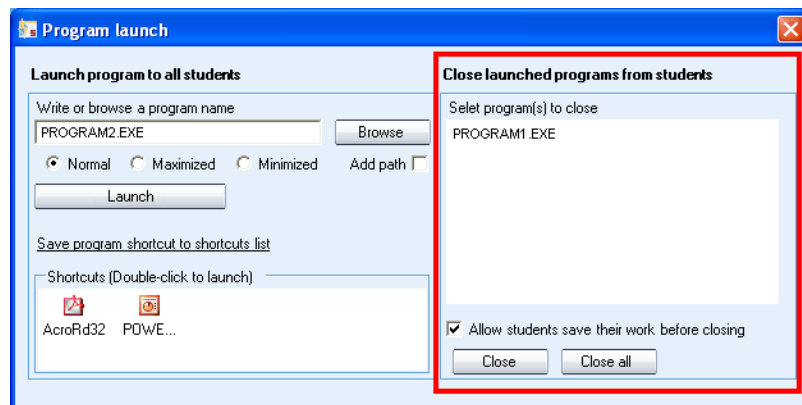 Program launch
Launch program to all students
Write or browse a program name
PROGRAM2.EXE
Browse
Normal
Maximized
Minimized
Add path
Launch
Save program shortcut to shortcuts list
Shortcuts (Double-click to launch)
AcroRd32
POWE...
Close launched programs from students
Selet program(s) to close
PROGRAM1.EXE
Allow students save their work before closing
Close
Close all